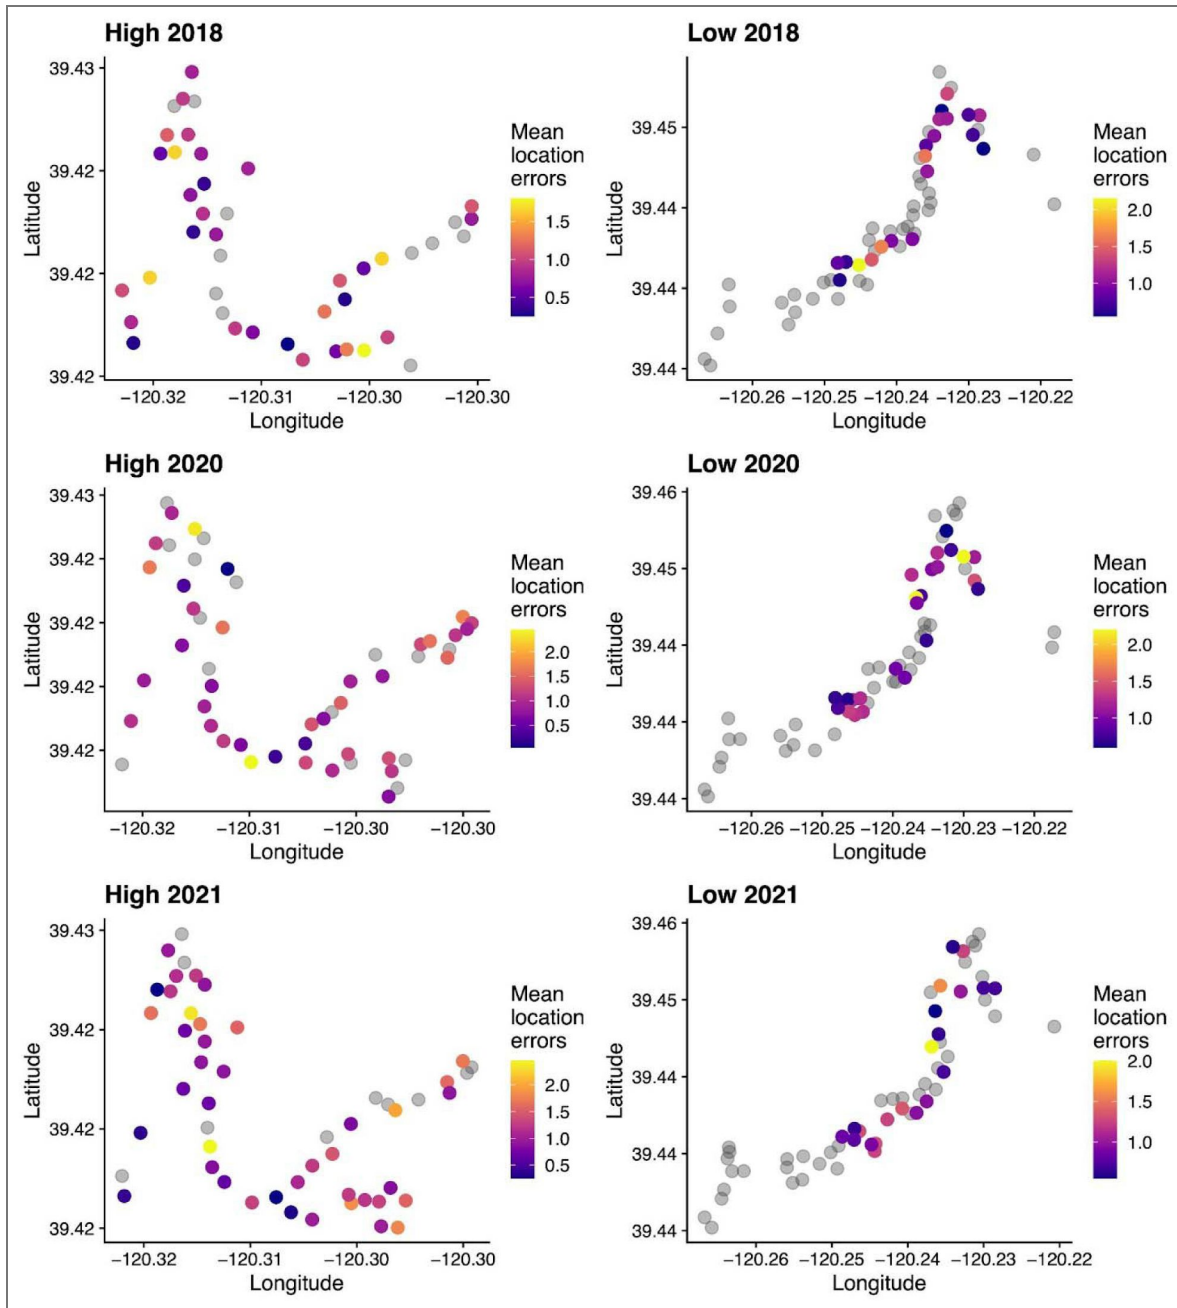 High 2018
Latitude
39.43
39.42
39.42
39.42
−120.32
−120.31
−120.30
−120.30
Longitude
Mean
location
errors
1.5
1.0
0.5
Low 2018
Latitude
39.45
39.44
39.44
39.44
−120.26
−120.25
−120.24
−120.23
−120.22
Longitude
Mean
location
errors
2.0
1.5
1.0
High 2020
Latitude
39.43
39.42
39.42
39.42
39.42
−120.32
−120.31
−120.30
−120.30
Longitude
Mean
location
errors
2.0
1.5
1.0
0.5
Low 2020
Latitude
39.46
39.45
39.44
39.44
39.44
−120.26
−120.25
−120.24
−120.23
−120.22
Longitude
Mean
location
errors
2.0
1.5
1.0
High 2021
Latitude
39.43
39.42
39.42
39.42
−120.32
−120.31
−120.30
−120.30
Longitude
Mean
location
errors
2.0
1.5
1.0
0.5
Low 2021
Latitude
39.46
39.45
39.44
39.44
39.44
−120.26
−120.25
−120.24
−120.23
−120.22
Longitude
Mean
location
errors
2.0
1.5
1.0